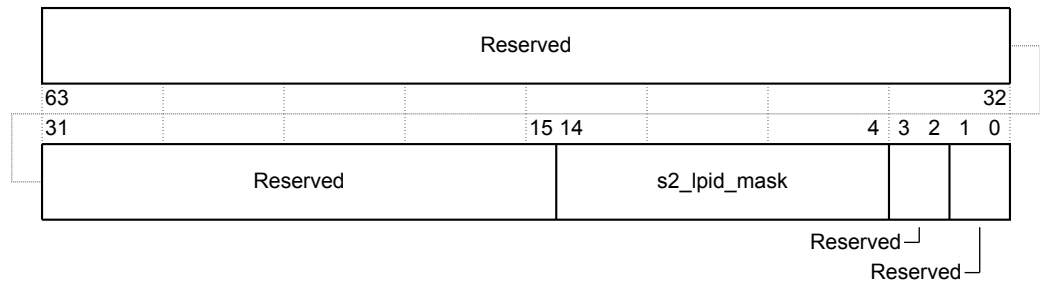 Reserved
63 32
31 15 14 4 3 2 1 0
Reserved s2_lpid_mask
Reserved
Reserved